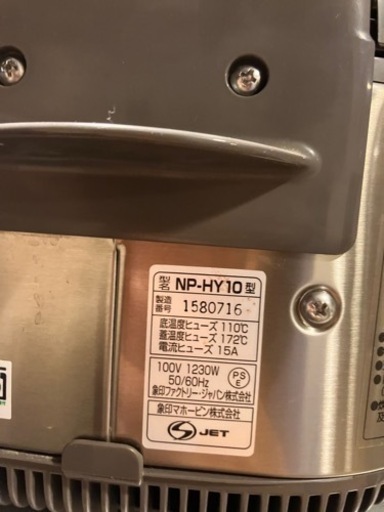 型名 NP-HY10型
製造番号 1580716
底温度ヒューズ 110℃
蓋温度ヒューズ 172℃
電流ヒューズ 15A
100V 1230W
50/60Hz
PSE
象印ファクトリー・ジャパン株式会社
象印マホービン株式会社
S JET